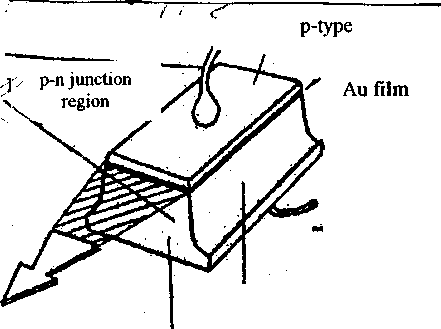 p-type
p-n junction
region
Au film